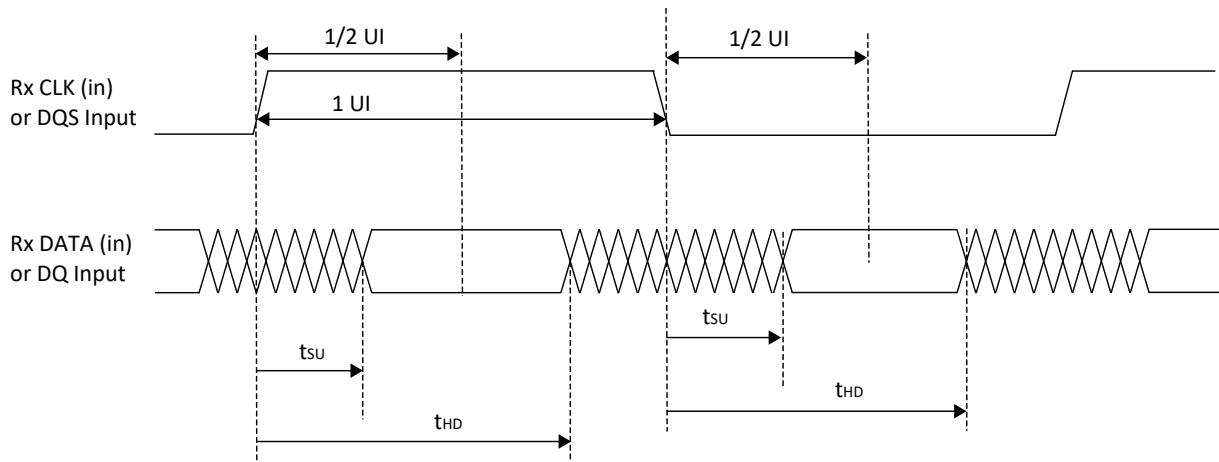 1/2 UI
1/2 UI
Rx CLK (in)
or DQS Input
1 UI
Rx DATA (in)
or DQ Input
tSU
tSU
tHD
tHD